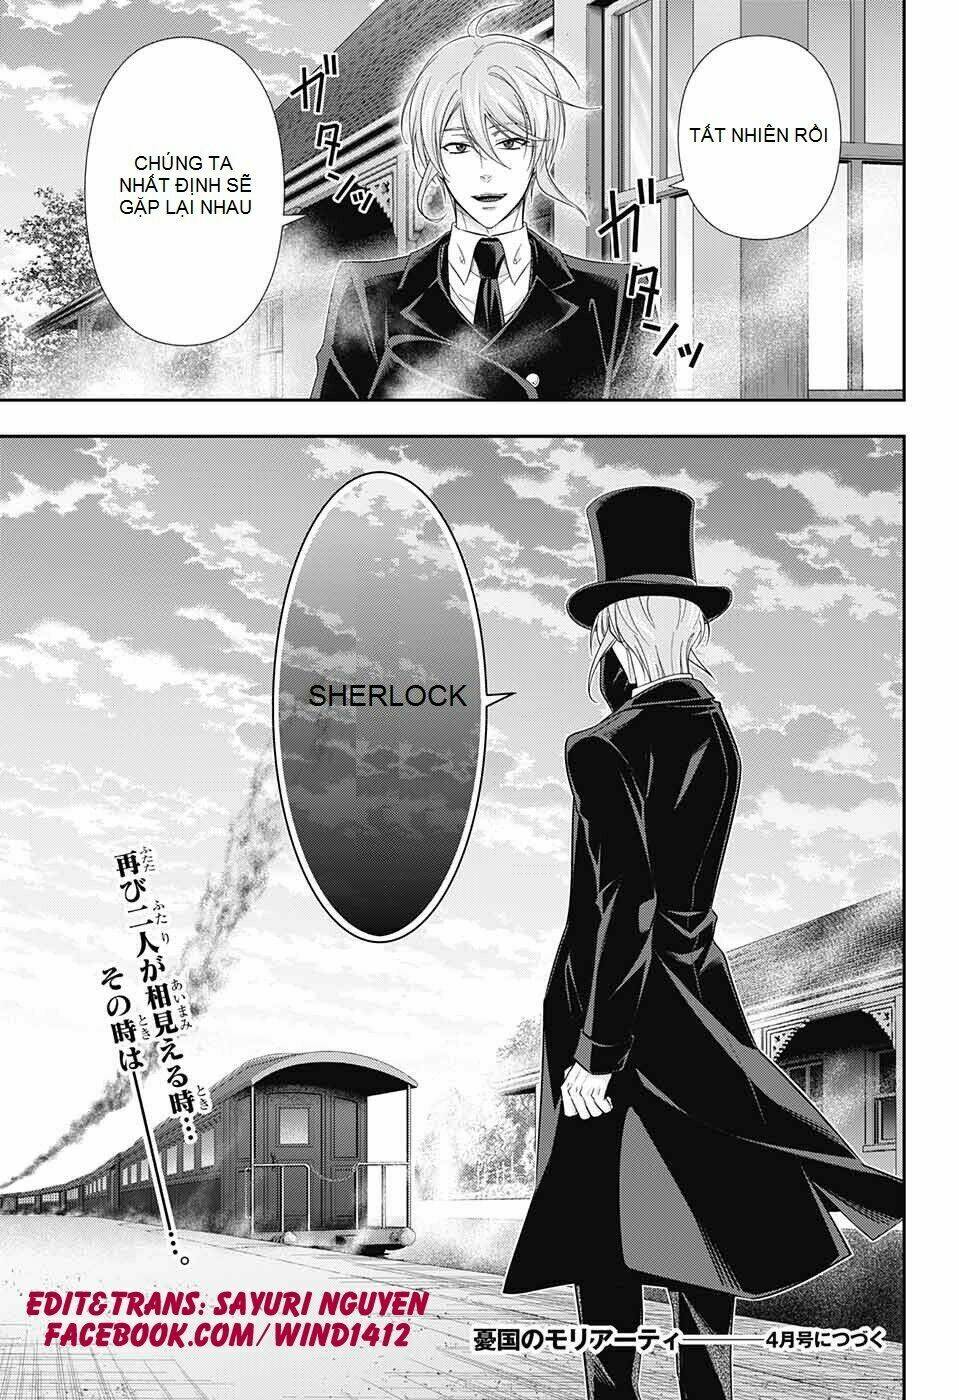 TẤT NHIÊN RỒI
ガタン
ガタン
CHÚNG TA
NHẤT ĐỊNH SẼ
GẶP LẠI NHAU
SHERLOCK
再び二人が相見える時…
その時は――……。
EDIT&TRANS: SAYURI NGUYEN
FACEBOOK.COM/WIND1412
憂国のモリアーティ――― 4月号につづく